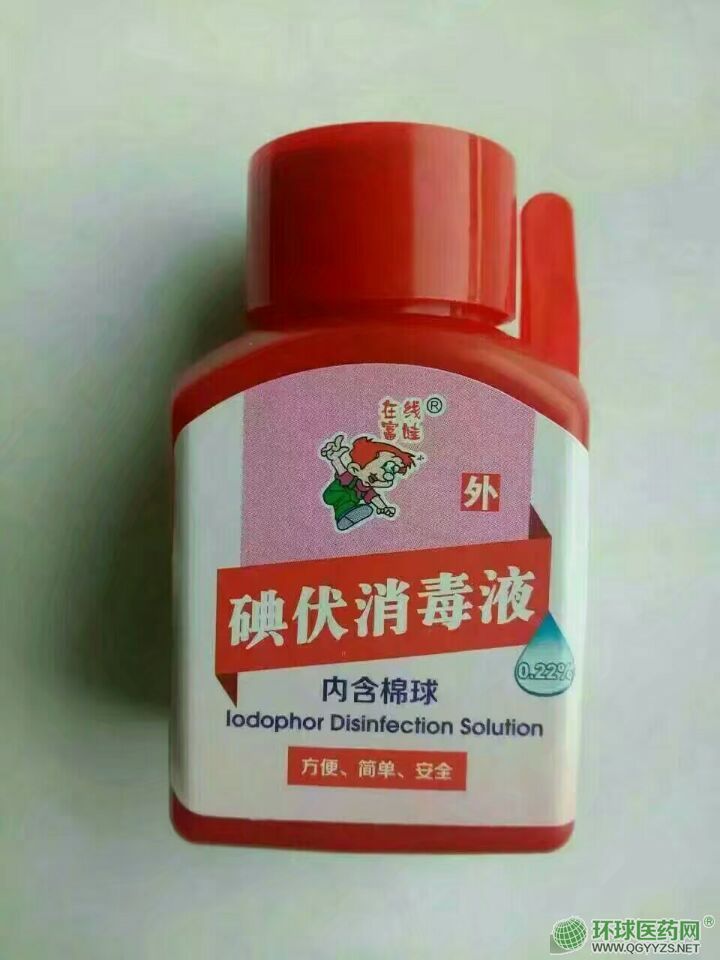 在线®
富娃
外
碘伏消毒液
0.22%
内含棉球
Iodophor Disinfection Solution
方便、简单、安全
环球医药网®
WWW.QGYYZS.NET